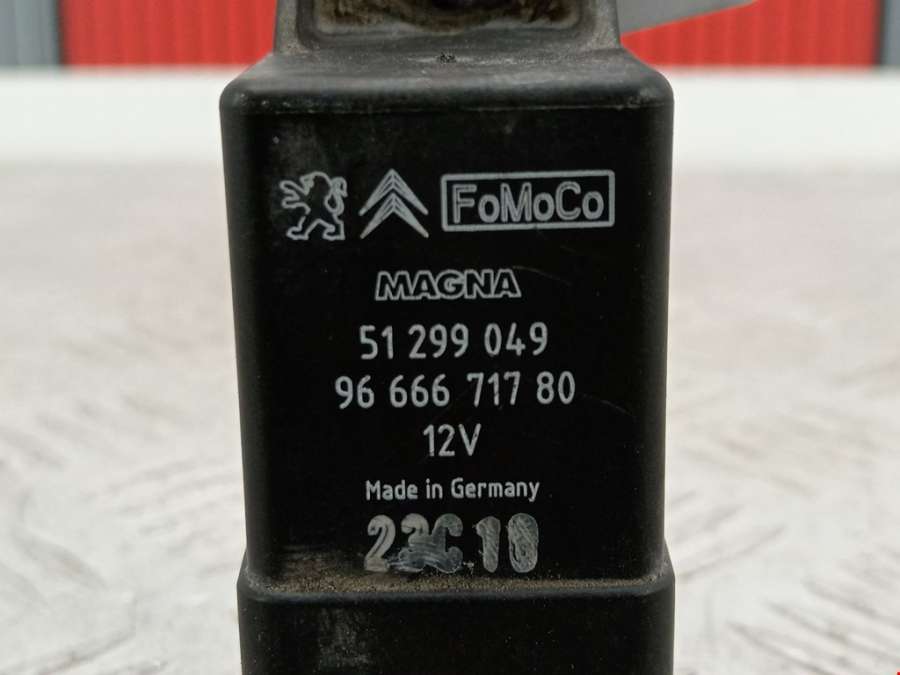 FoMoCo
MAGNA
51 299 049
96 666 717 80
12V
Made in Germany